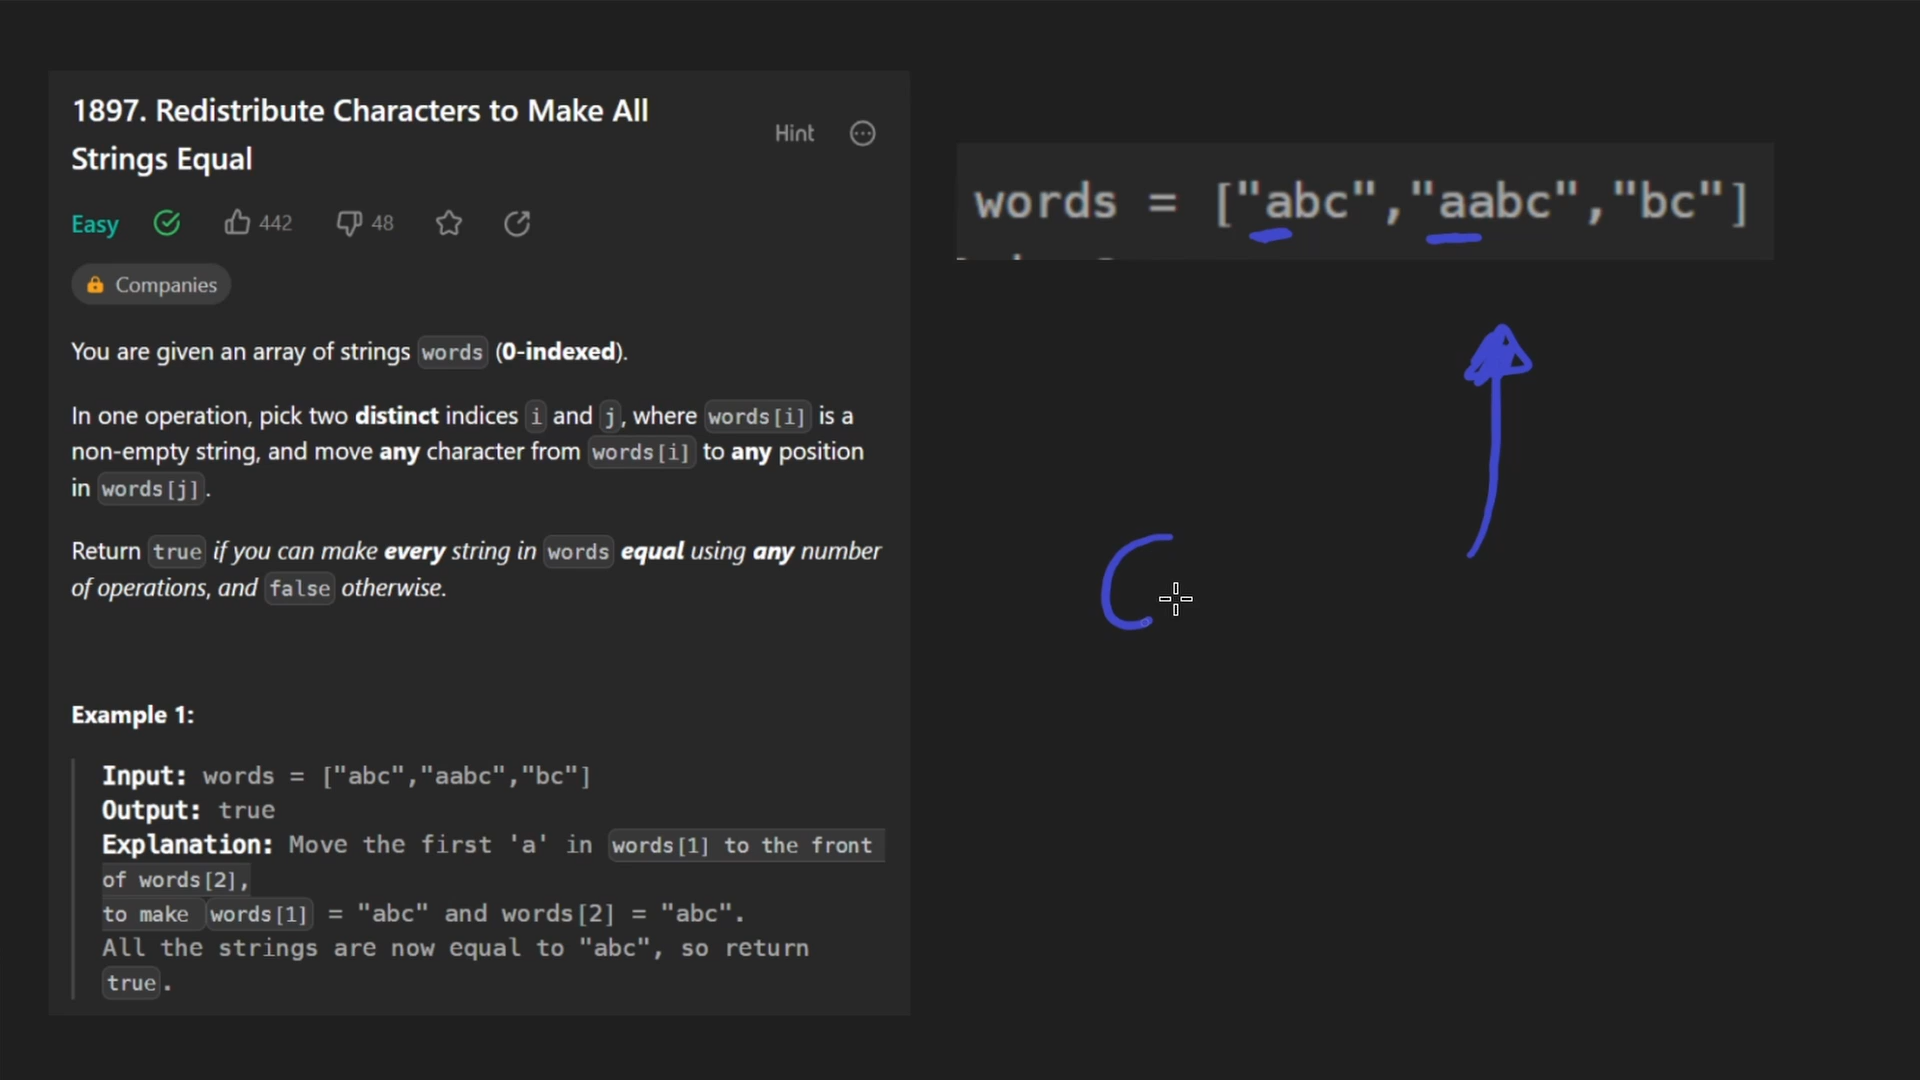 1897. Redistribute Characters to Make All
Strings Equal
Hint
Easy 442 48
Companies
You are given an array of strings words (0-indexed).
In one operation, pick two distinct indices i and j, where words[i] is a
non-empty string, and move any character from words[i] to any position
in words[j].
Return true if you can make every string in words equal using any number
of operations, and false otherwise.
Example 1:
Input: words = ["abc","aabc","bc"]
Output: true
Explanation: Move the first 'a' in words[1] to the front
of words[2],
to make words[1] = "abc" and words[2] = "abc".
All the strings are now equal to "abc", so return
true.
words = ["abc","aabc","bc"]